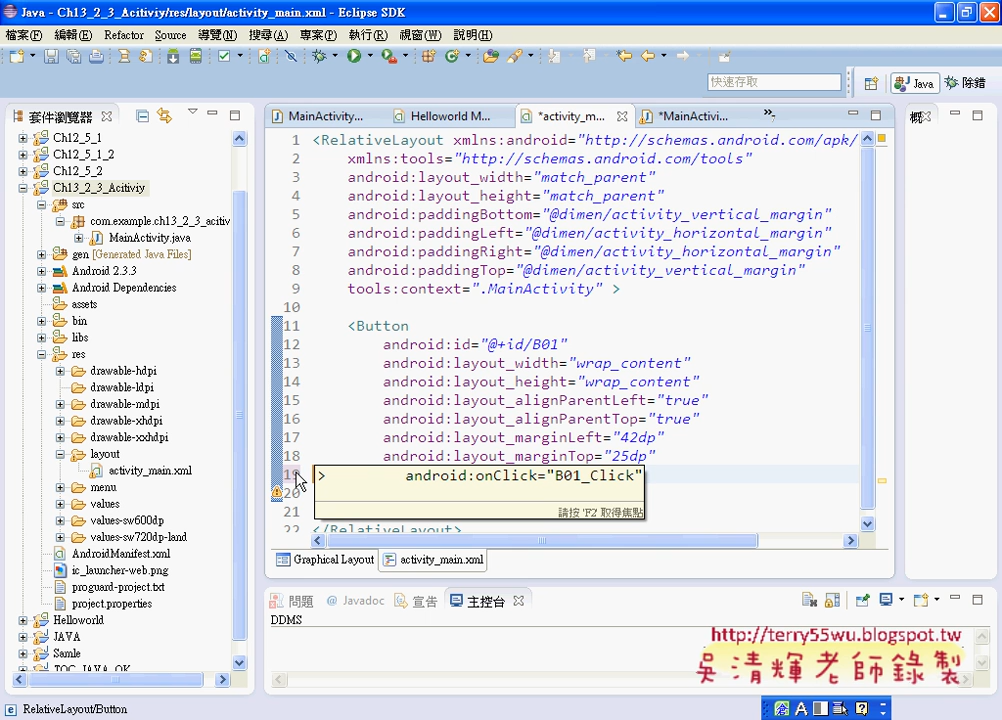 Java - Ch13_2_3_Acitiviy/res/layout/activity_main.xml - Eclipse SDK
檔案(F) 編輯(E) Refactor Source 導覽(N) 搜尋(A) 專案(P) 執行(R) 視窗(W) 說明(H)
快速存取
Java
除錯
套件瀏覽器
MainActivity...
Helloworld M...
*activity_m...
*MainActivi...
概
Ch12_5_1
Ch12_5_1_2
Ch12_5_2
Ch13_2_3_Acitiviy
src
com.example.ch13_2_3_acitiv
MainActivity.java
gen [Generated Java Files]
Android 2.3.3
Android Dependencies
assets
bin
libs
res
drawable-hdpi
drawable-ldpi
drawable-mdpi
drawable-xhdpi
drawable-xxhdpi
layout
activity_main.xml
menu
values
values-sw600dp
values-sw720dp-land
AndroidManifest.xml
ic_launcher-web.png
proguard-project.txt
project.properties
Helloworld
JAVA
Samle
TQC_JAVA_OK
1 <RelativeLayout xmlns:android="http://schemas.android.com/apk/
2 xmlns:tools="http://schemas.android.com/tools"
3 android:layout_width="match_parent"
4 android:layout_height="match_parent"
5 android:paddingBottom="@dimen/activity_vertical_margin"
6 android:paddingLeft="@dimen/activity_horizontal_margin"
7 android:paddingRight="@dimen/activity_horizontal_margin"
8 android:paddingTop="@dimen/activity_vertical_margin"
9 tools:context=".MainActivity" >
10
11 <Button
12 android:id="@+id/B01"
13 android:layout_width="wrap_content"
14 android:layout_height="wrap_content"
15 android:layout_alignParentLeft="true"
16 android:layout_alignParentTop="true"
17 android:layout_marginLeft="42dp"
18 android:layout_marginTop="25dp"
19
> android:onClick="B01_Click"
20
請按 'F2' 取得焦點
21
22 </RelativeLayout>
Graphical Layout
activity_main.xml
問題
@ Javadoc
宣告
主控台
DDMS
http://terry55wu.blogspot.tw
吳清輝老師錄製
RelativeLayout/Button
A